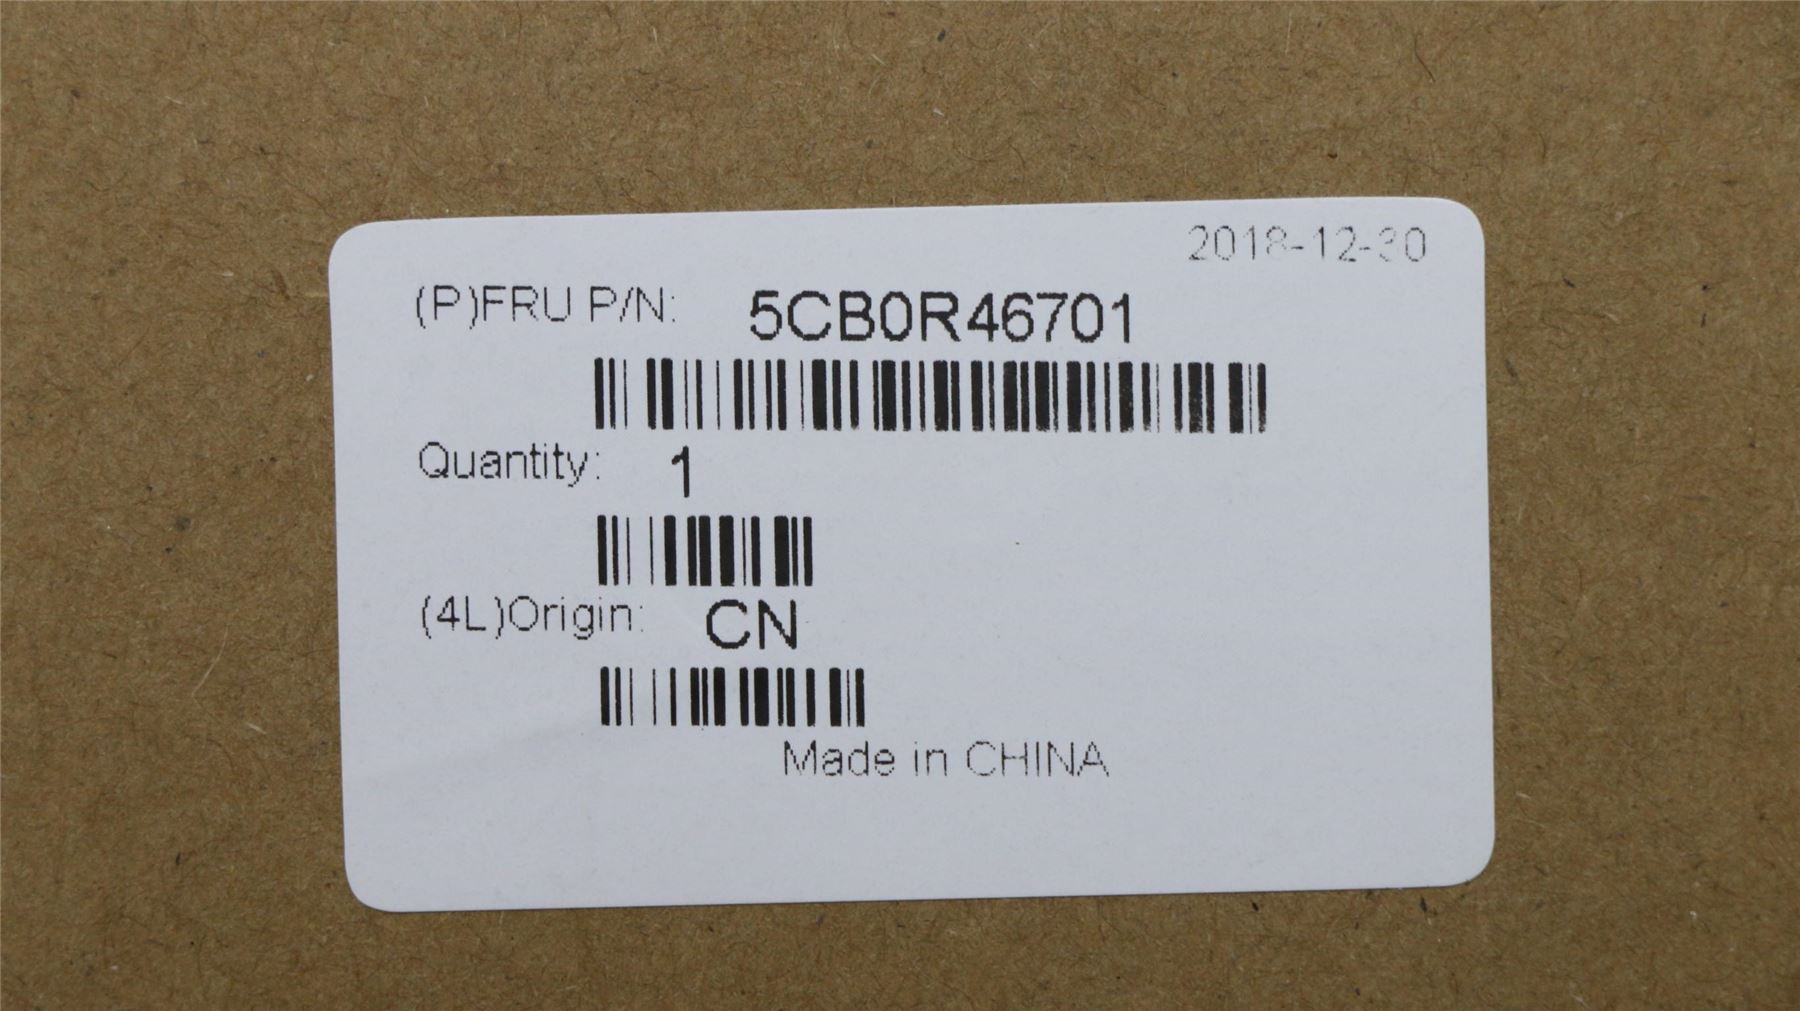 2018-12-30
(P)FRU P/N: 5CB0R46701
Quantity: 1
(4L)Origin: CN
Made in CHINA